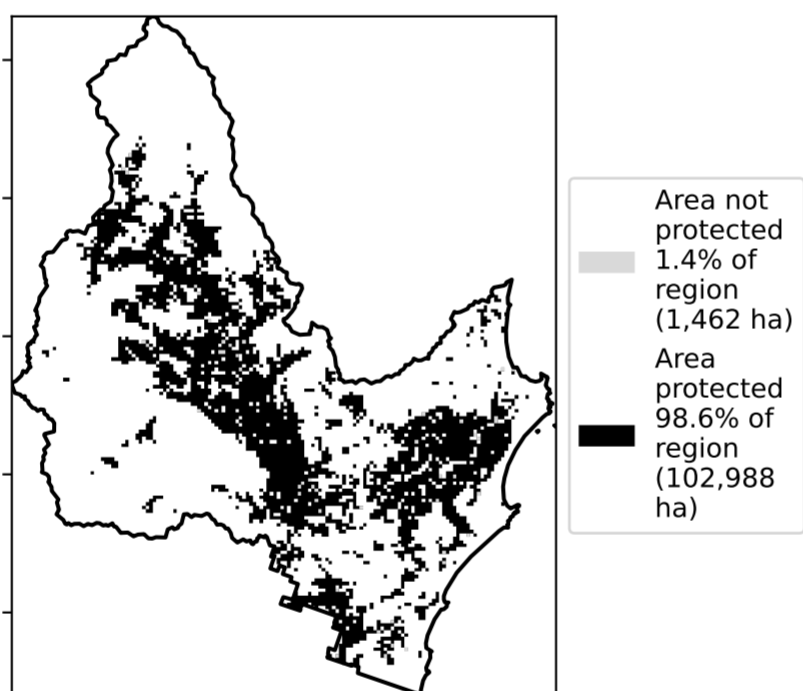 Area not
protected
1.4% of
region
(1,462 ha)
Area
protected
98.6% of
region
(102,988
ha)